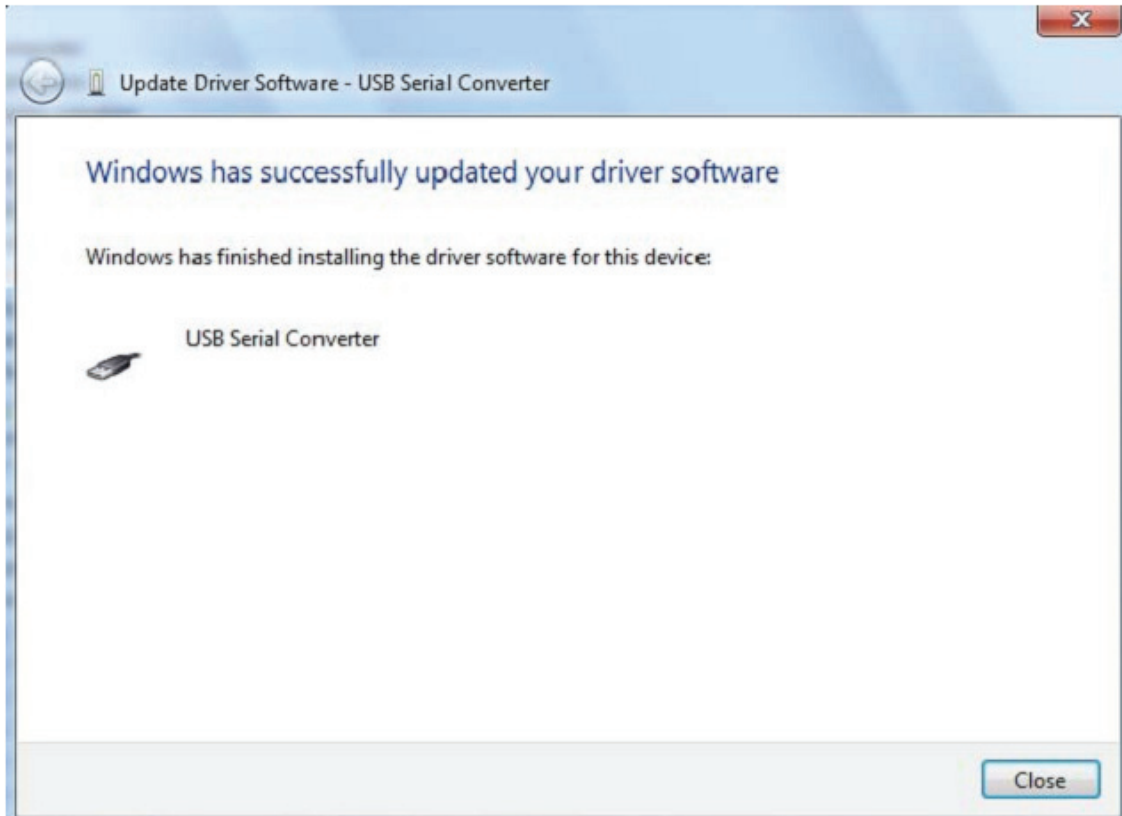 Update Driver Software - USB Serial Converter
Windows has successfully updated your driver software
Windows has finished installing the driver software for this device:
USB Serial Converter
Close